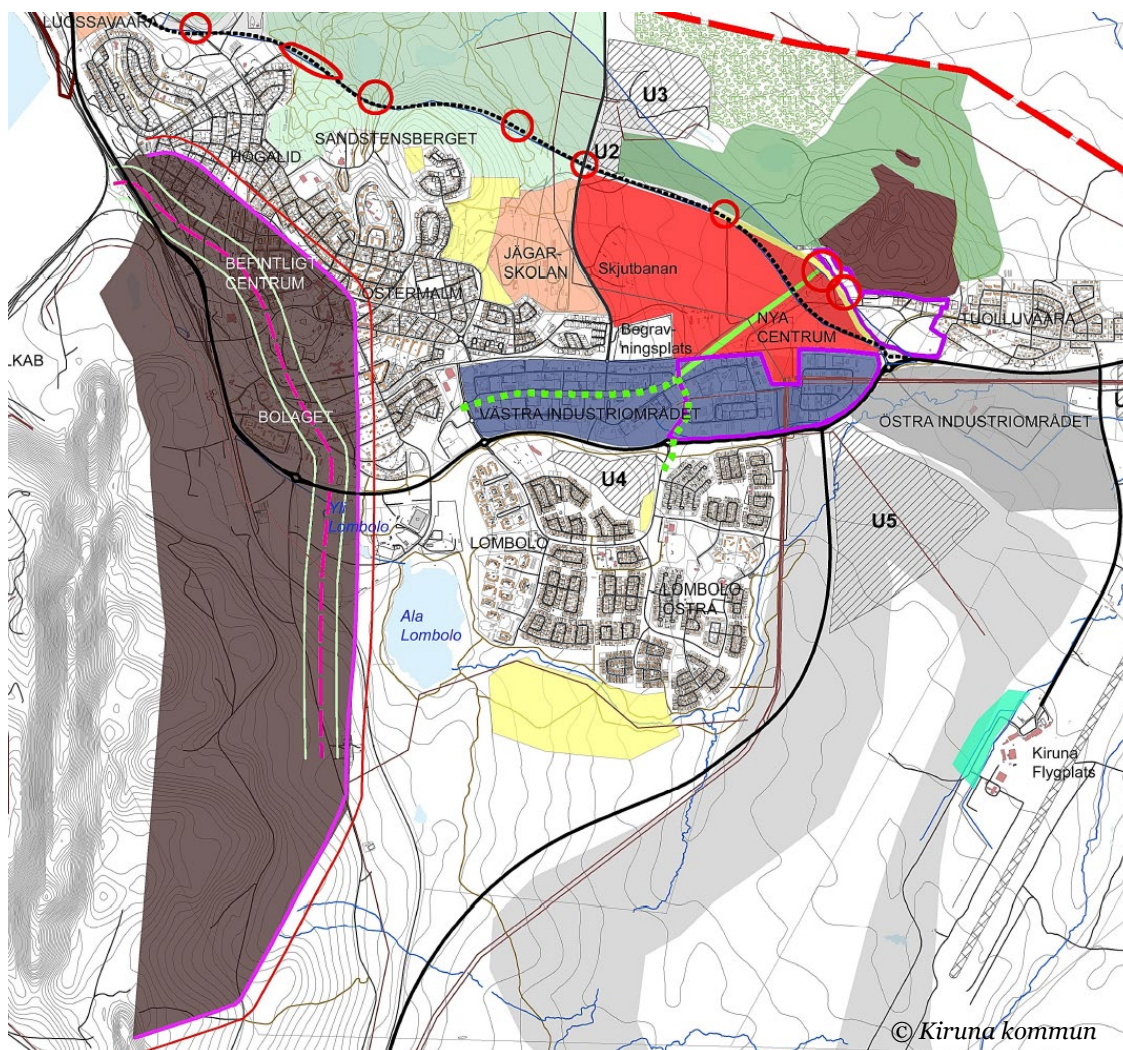 LUOSSAVAARA
U3
SANDSTENSBERGET
U2
HÖGALID
JÄGAR-
SKOLAN
Skjutbanan
BEFINTLIGT
CENTRUM
ÖSTERMALM
NYA
CENTRUM
TUOLLUVAARA
Begrav-
ningsplats
LKAB
BOLAGET
VÄSTRA INDUSTRIOMRÅDET
ÖSTRA INDUSTRIOMRÅDET
U4
U5
Yli
Lombolo
LOMBOLO
LOMBOLO
ÖSTRA
Ala
Lombolo
Kiruna
Flygplats
© Kiruna kommun